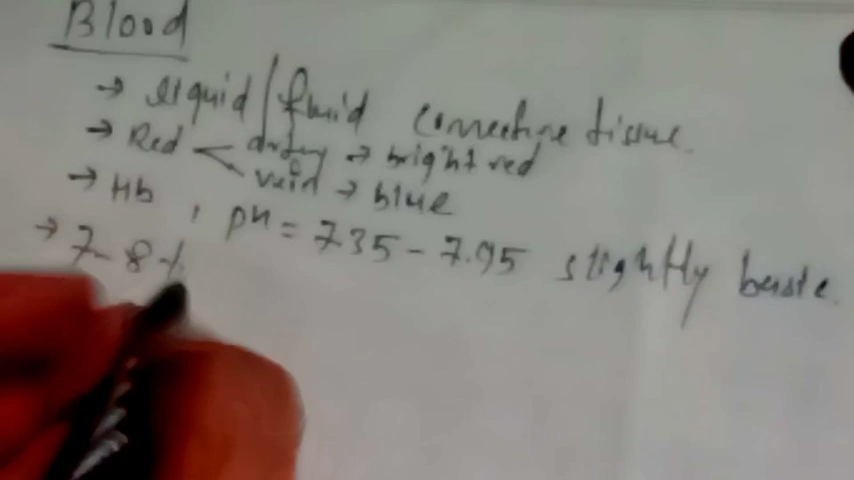 Blood
→ liquid/fluid connective tissue.
→ Red < artery → bright red
vein → blue
→ Hb , pH = 7.35 - 7.45 slightly basic.
→ 7-8%